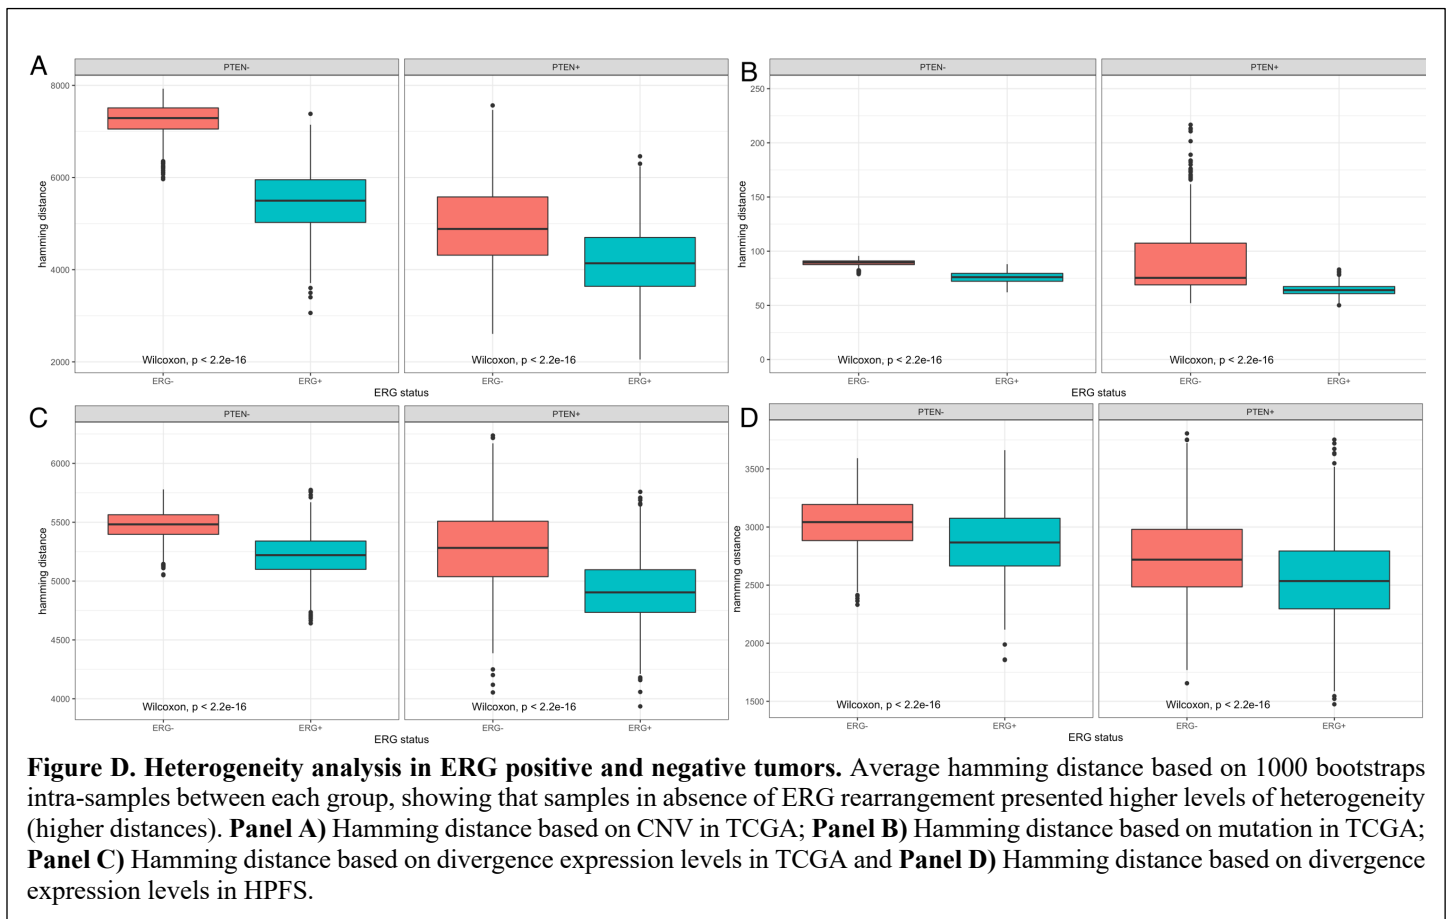 A
PTEN-
PTEN+
8000
6000
4000
2000
hamming distance
Wilcoxon, p < 2.2e-16
Wilcoxon, p < 2.2e-16
ERG-
ERG+
ERG-
ERG+
ERG status
B
PTEN-
PTEN+
250
200
150
100
50
0
hamming distance
Wilcoxon, p < 2.2e-16
Wilcoxon, p < 2.2e-16
ERG-
ERG+
ERG-
ERG+
ERG status
C
PTEN-
PTEN+
6000
5500
5000
4500
4000
hamming distance
Wilcoxon, p < 2.2e-16
Wilcoxon, p < 2.2e-16
ERG-
ERG+
ERG-
ERG+
ERG status
D
PTEN-
PTEN+
3500
3000
2500
2000
1500
hamming distance
Wilcoxon, p < 2.2e-16
Wilcoxon, p < 2.2e-16
ERG-
ERG+
ERG-
ERG+
ERG status
Figure D. Heterogeneity analysis in ERG positive and negative tumors. Average hamming distance based on 1000 bootstraps
intra-samples between each group, showing that samples in absence of ERG rearrangement presented higher levels of heterogeneity
(higher distances). Panel A) Hamming distance based on CNV in TCGA; Panel B) Hamming distance based on mutation in TCGA;
Panel C) Hamming distance based on divergence expression levels in TCGA and Panel D) Hamming distance based on divergence
expression levels in HPFS.